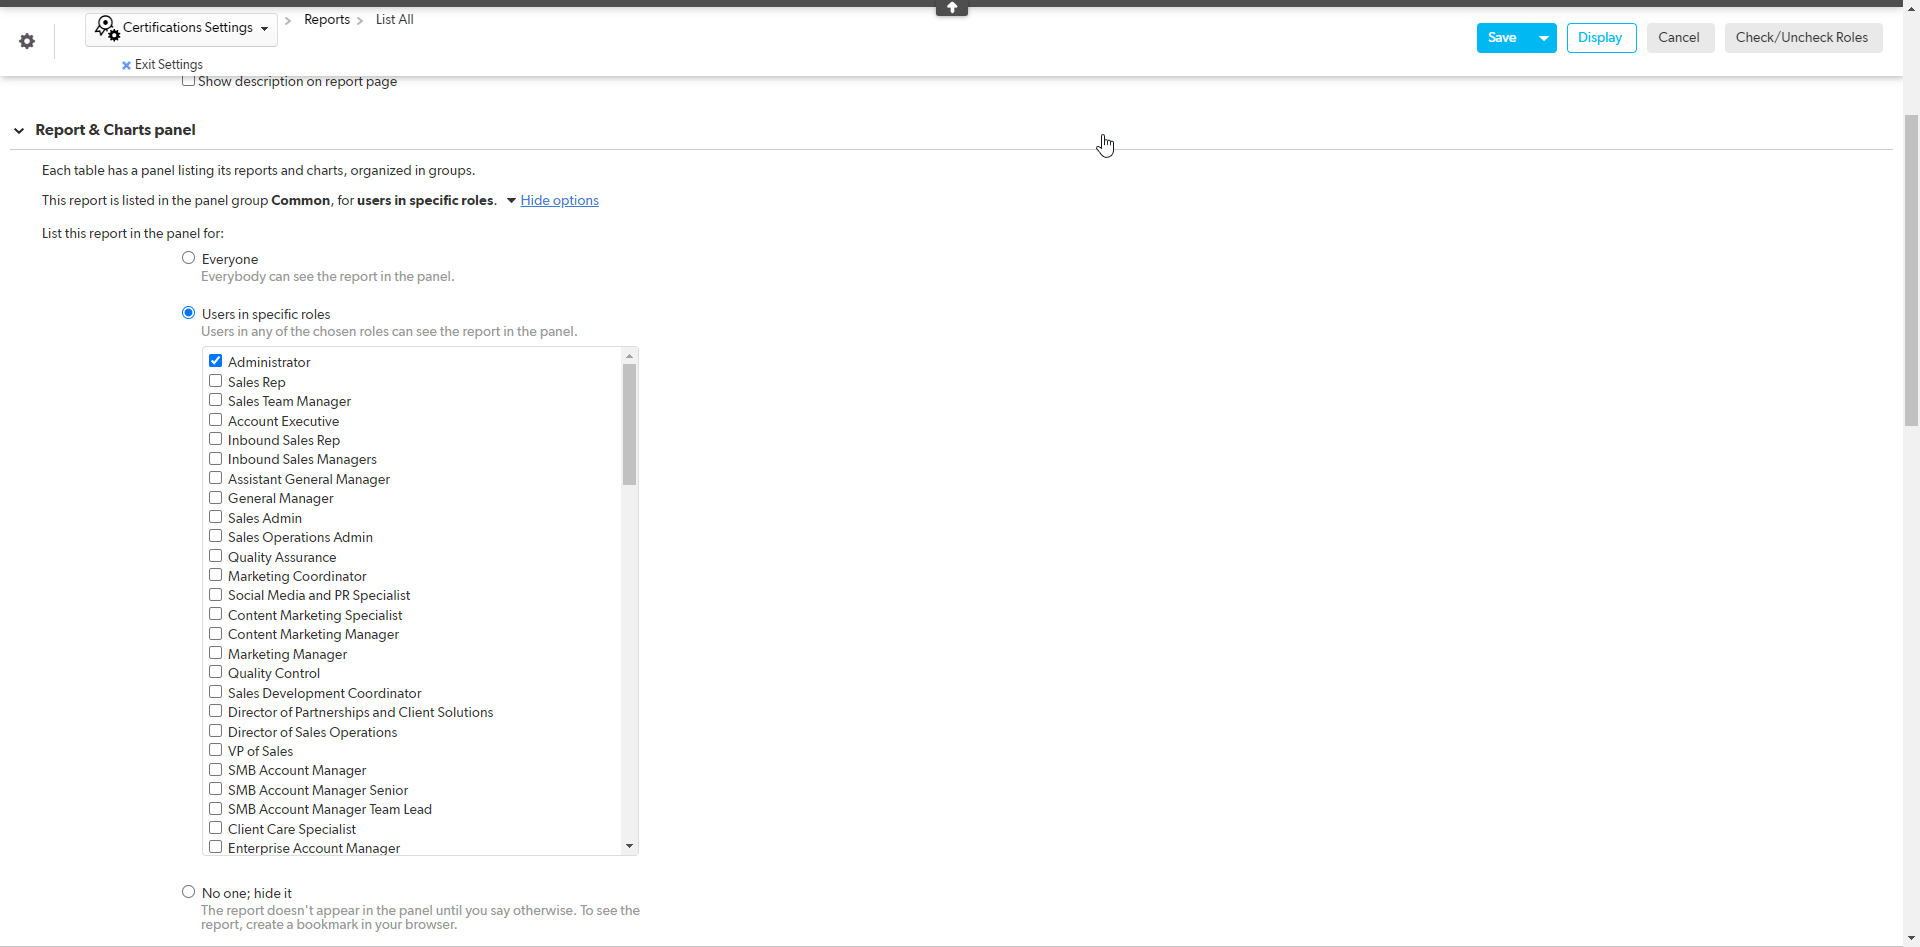 Certifications Settings
Reports
List All
Save
Display
Cancel
Check/Uncheck Roles
Exit Settings
Show description on report page
Report & Charts panel
Each table has a panel listing its reports and charts, organized in groups.
This report is listed in the panel group Common, for users in specific roles. Hide options
List this report in the panel for:
Everyone
Everybody can see the report in the panel.
Users in specific roles
Users in any of the chosen roles can see the report in the panel.
Administrator
Sales Rep
Sales Team Manager
Account Executive
Inbound Sales Rep
Inbound Sales Managers
Assistant General Manager
General Manager
Sales Admin
Sales Operations Admin
Quality Assurance
Marketing Coordinator
Social Media and PR Specialist
Content Marketing Specialist
Content Marketing Manager
Marketing Manager
Quality Control
Sales Development Coordinator
Director of Partnerships and Client Solutions
Director of Sales Operations
VP of Sales
SMB Account Manager
SMB Account Manager Senior
SMB Account Manager Team Lead
Client Care Specialist
Enterprise Account Manager
No one; hide it
The report doesn't appear in the panel until you say otherwise. To see the
report, create a bookmark in your browser.